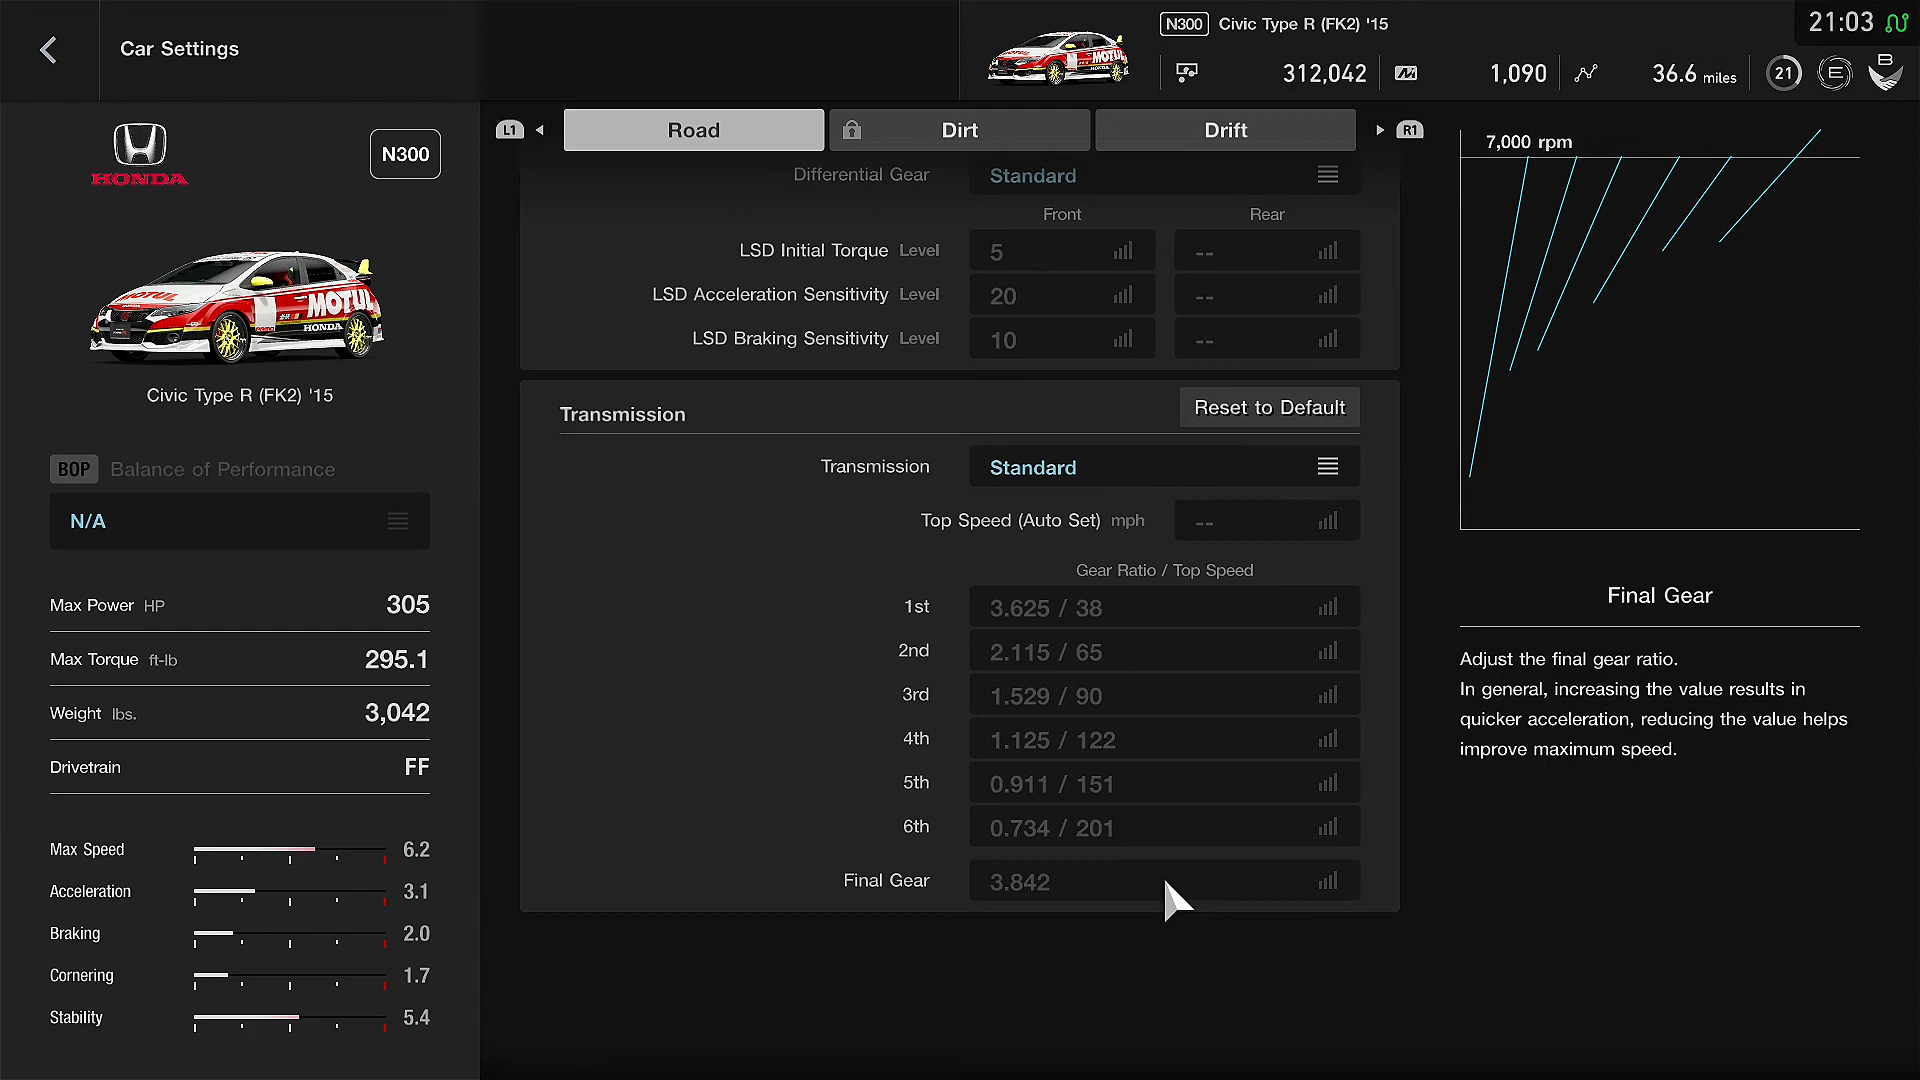 Car Settings
N300 Civic Type R (FK2) '15
312,042
1,090
36.6 miles
21
E
B
21:03
HONDA
N300
MOTUL
MOTUL
HONDA
Civic Type R (FK2) '15
BOP Balance of Performance
N/A
Max Power HP 305
Max Torque ft-lb 295.1
Weight lbs. 3,042
Drivetrain FF
Max Speed 6.2
Acceleration 3.1
Braking 2.0
Cornering 1.7
Stability 5.4
L1 Road Dirt Drift R1
Differential Gear Standard
Front Rear
LSD Initial Torque Level 5 --
LSD Acceleration Sensitivity Level 20 --
LSD Braking Sensitivity Level 10 --
Transmission Reset to Default
Transmission Standard
Top Speed (Auto Set) mph --
Gear Ratio / Top Speed
1st 3.625 / 38
2nd 2.115 / 65
3rd 1.529 / 90
4th 1.125 / 122
5th 0.911 / 151
6th 0.734 / 201
Final Gear 3.842
7,000 rpm
Final Gear
Adjust the final gear ratio.
In general, increasing the value results in
quicker acceleration, reducing the value helps
improve maximum speed.